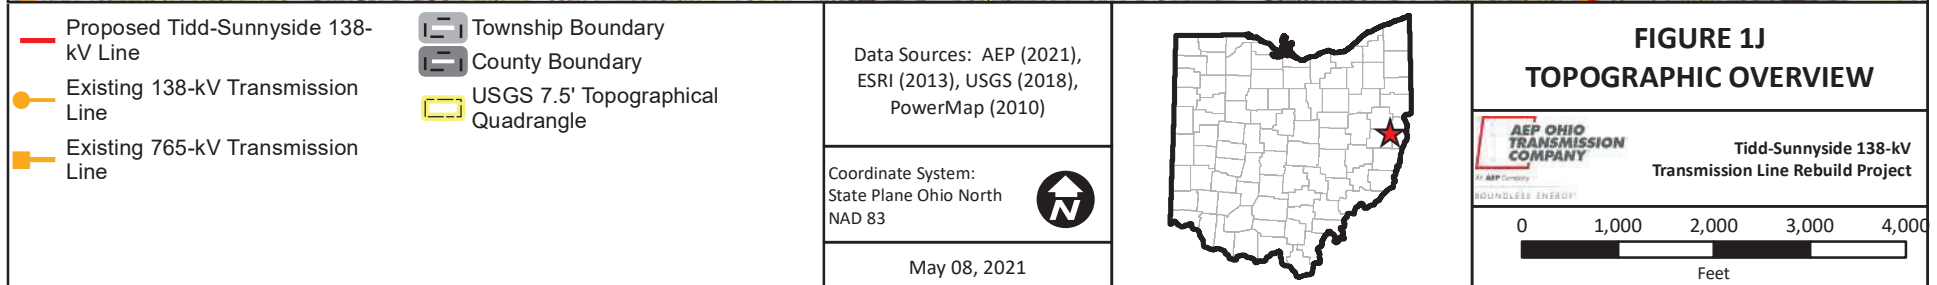 Proposed Tidd-Sunnyside 138-
kV Line
Existing 138-kV Transmission
Line
Existing 765-kV Transmission
Line
Township Boundary
County Boundary
USGS 7.5' Topographical
Quadrangle
Data Sources: AEP (2021),
ESRI (2013), USGS (2018),
PowerMap (2010)
Coordinate System:
State Plane Ohio North
NAD 83
N
May 08, 2021
FIGURE 1J
TOPOGRAPHIC OVERVIEW
AEP OHIO
TRANSMISSION
COMPANY
An AEP Company
BOUNDLESS ENERGY
Tidd-Sunnyside 138-kV
Transmission Line Rebuild Project
0 1,000 2,000 3,000 4,000
Feet